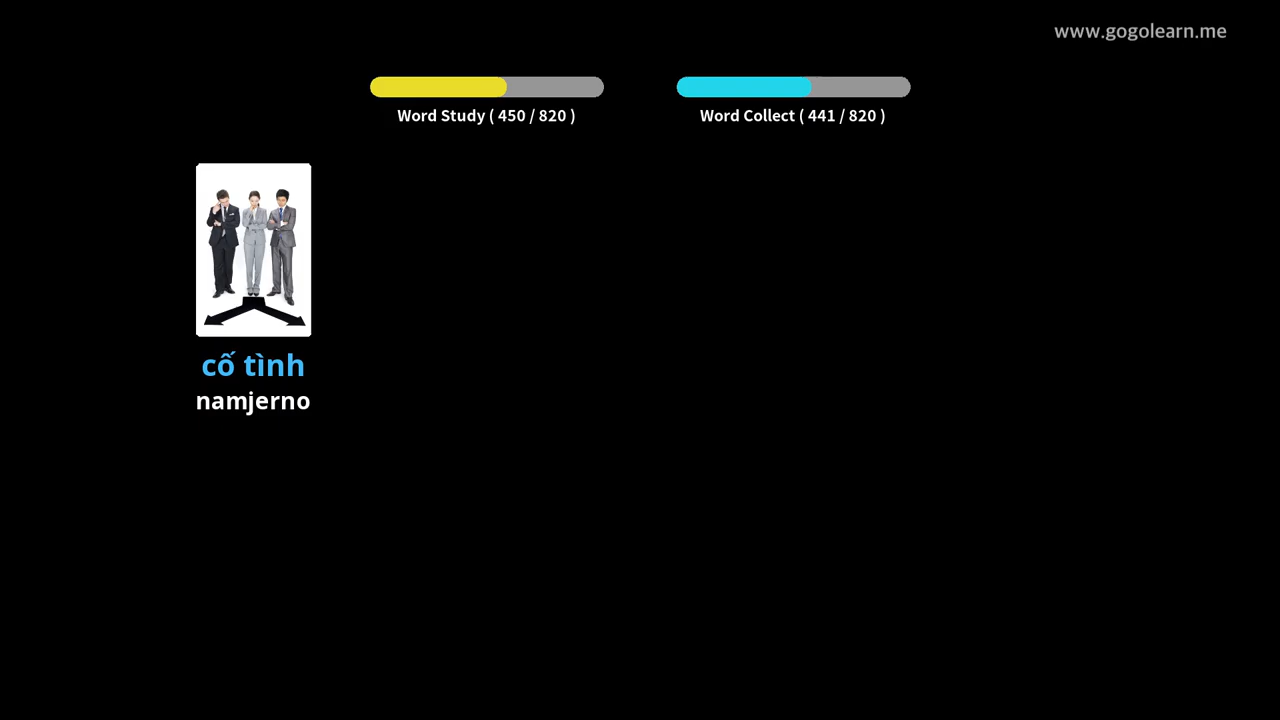 www.gogolearn.me
Word Study ( 450 / 820 )
Word Collect ( 441 / 820 )
cố tình
namjerno